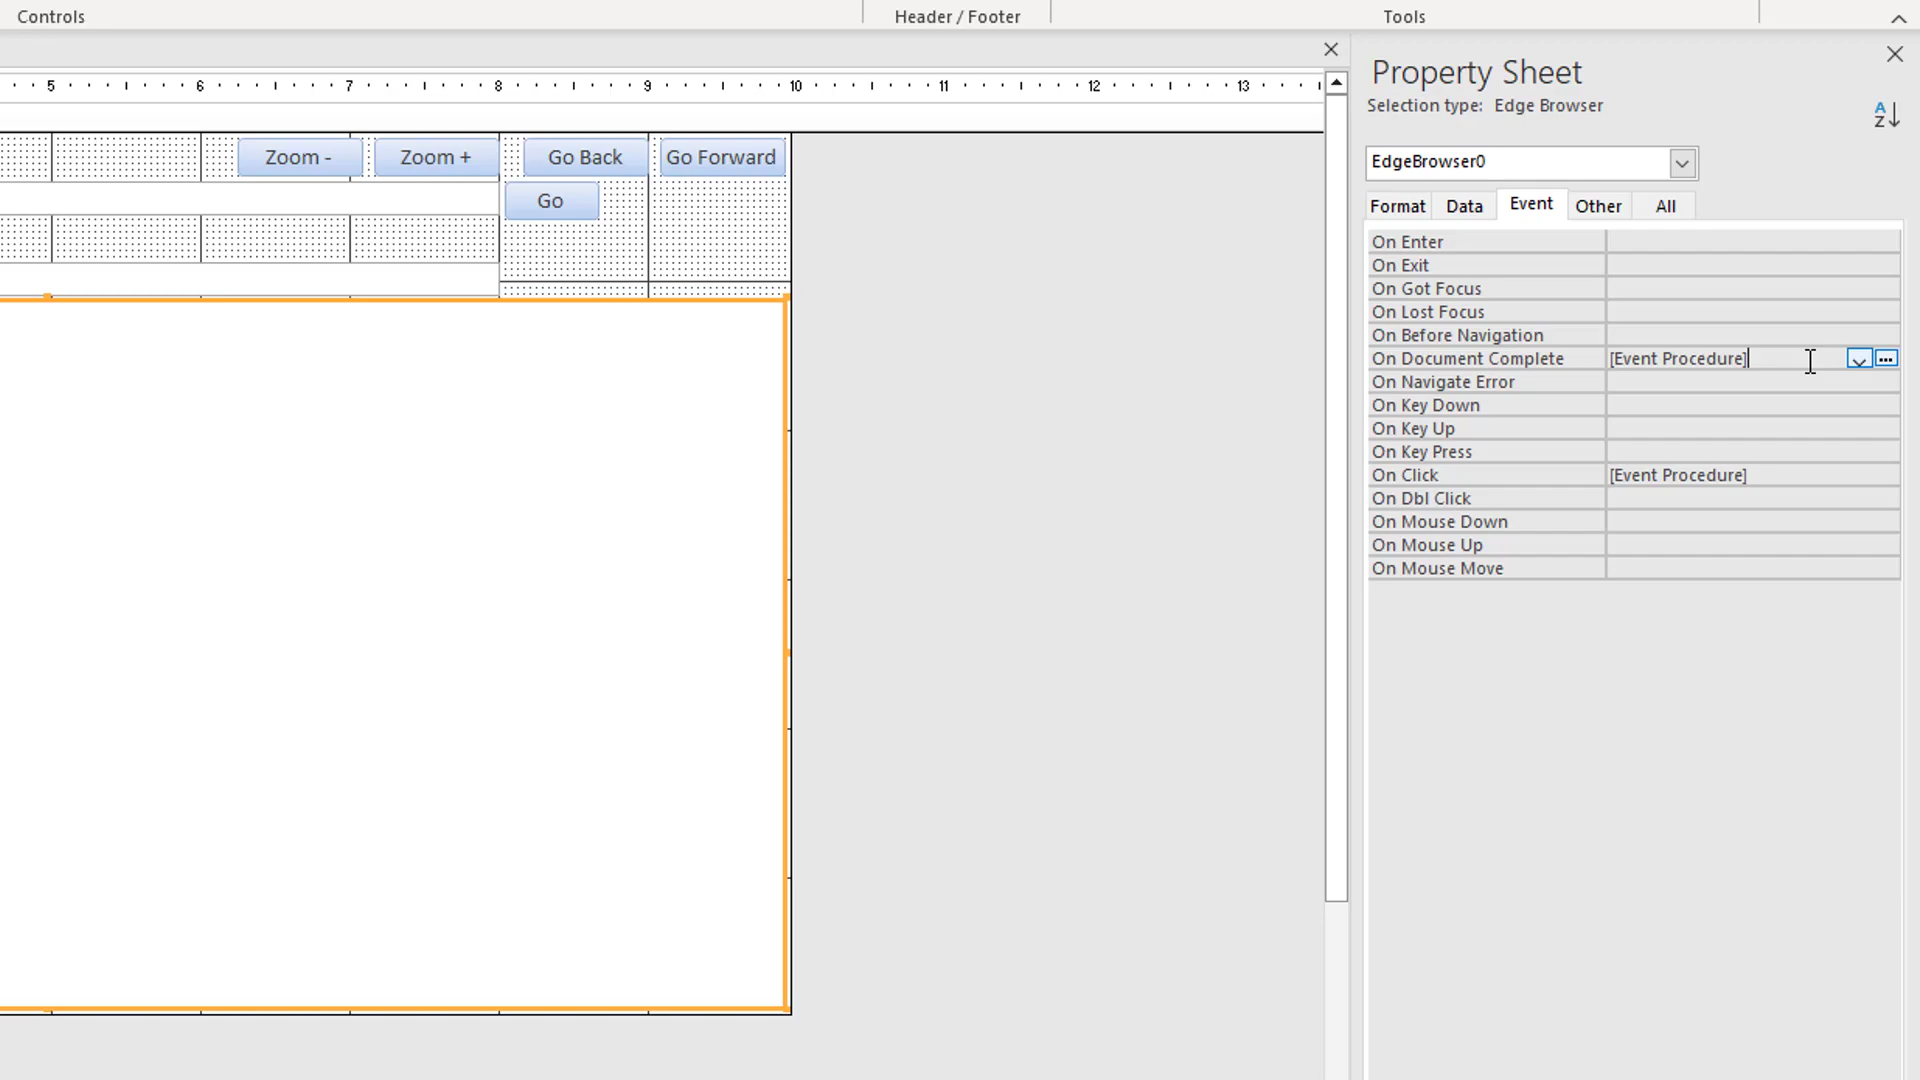 Controls
Header / Footer
Tools
5 6 7 8 9 10 11 12 13
Zoom -
Zoom +
Go Back
Go Forward
Go
Property Sheet
Selection type: Edge Browser
A
Z
EdgeBrowser0
Format Data Event Other All
On Enter
On Exit
On Got Focus
On Lost Focus
On Before Navigation
On Document Complete [Event Procedure]
On Navigate Error
On Key Down
On Key Up
On Key Press
On Click [Event Procedure]
On Dbl Click
On Mouse Down
On Mouse Up
On Mouse Move